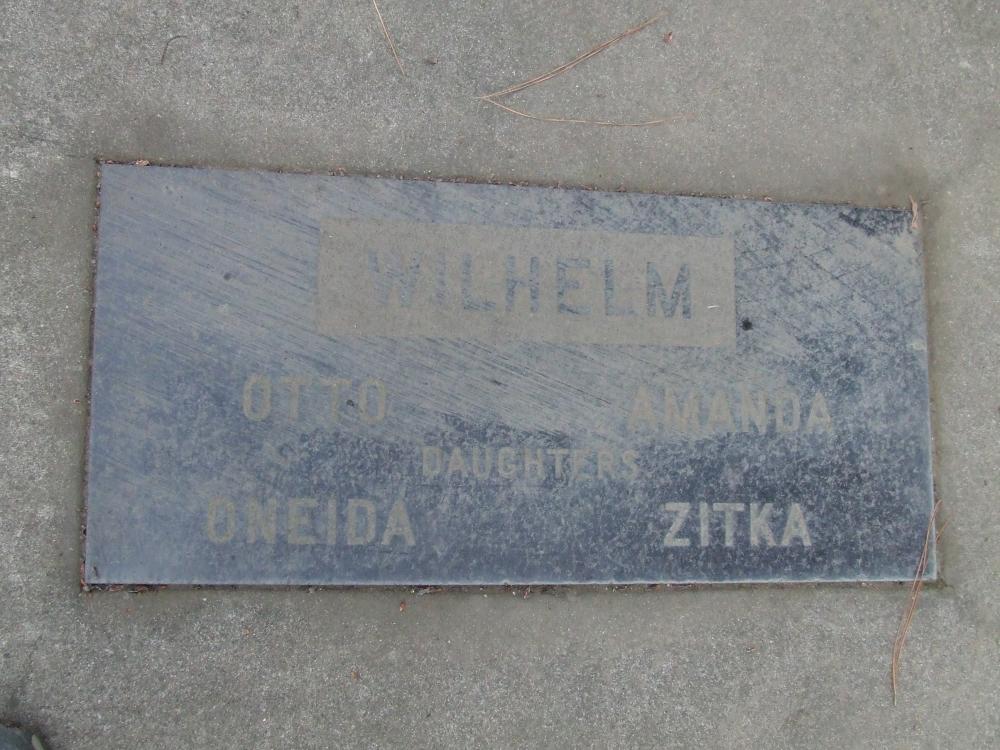 WILHELM
OTTO AMANDA
DAUGHTERS
ONEIDA ZITKA